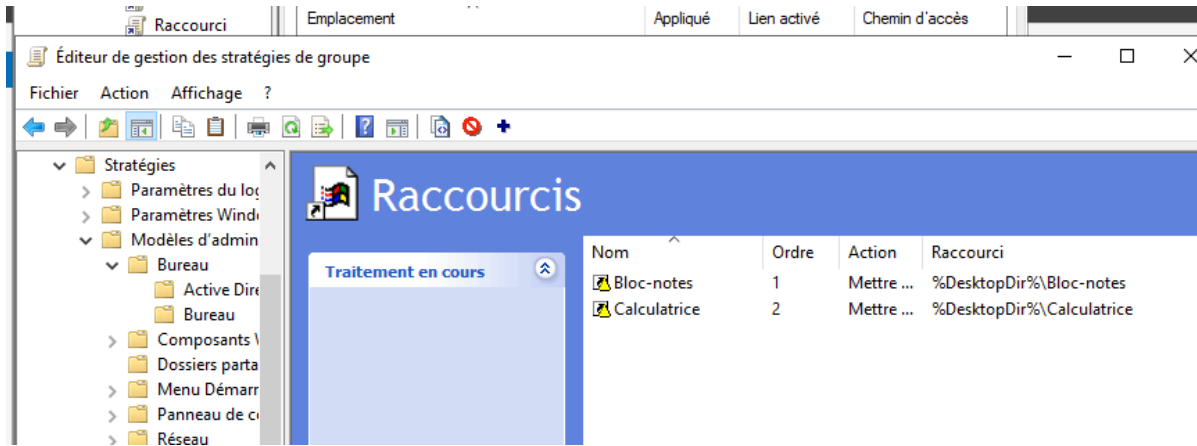 Raccourci
Emplacement Appliqué Lien activé Chemin d'accès
Éditeur de gestion des stratégies de groupe
Fichier Action Affichage ?
Stratégies
Paramètres du log
Paramètres Wind
Modèles d'admin
Bureau
Active Dire
Bureau
Composants
Dossiers parta
Menu Démarr
Panneau de c
Réseau
Raccourcis
Traitement en cours
Nom Ordre Action Raccourci
Bloc-notes 1 Mettre ... %DesktopDir%\Bloc-notes
Calculatrice 2 Mettre ... %DesktopDir%\Calculatrice